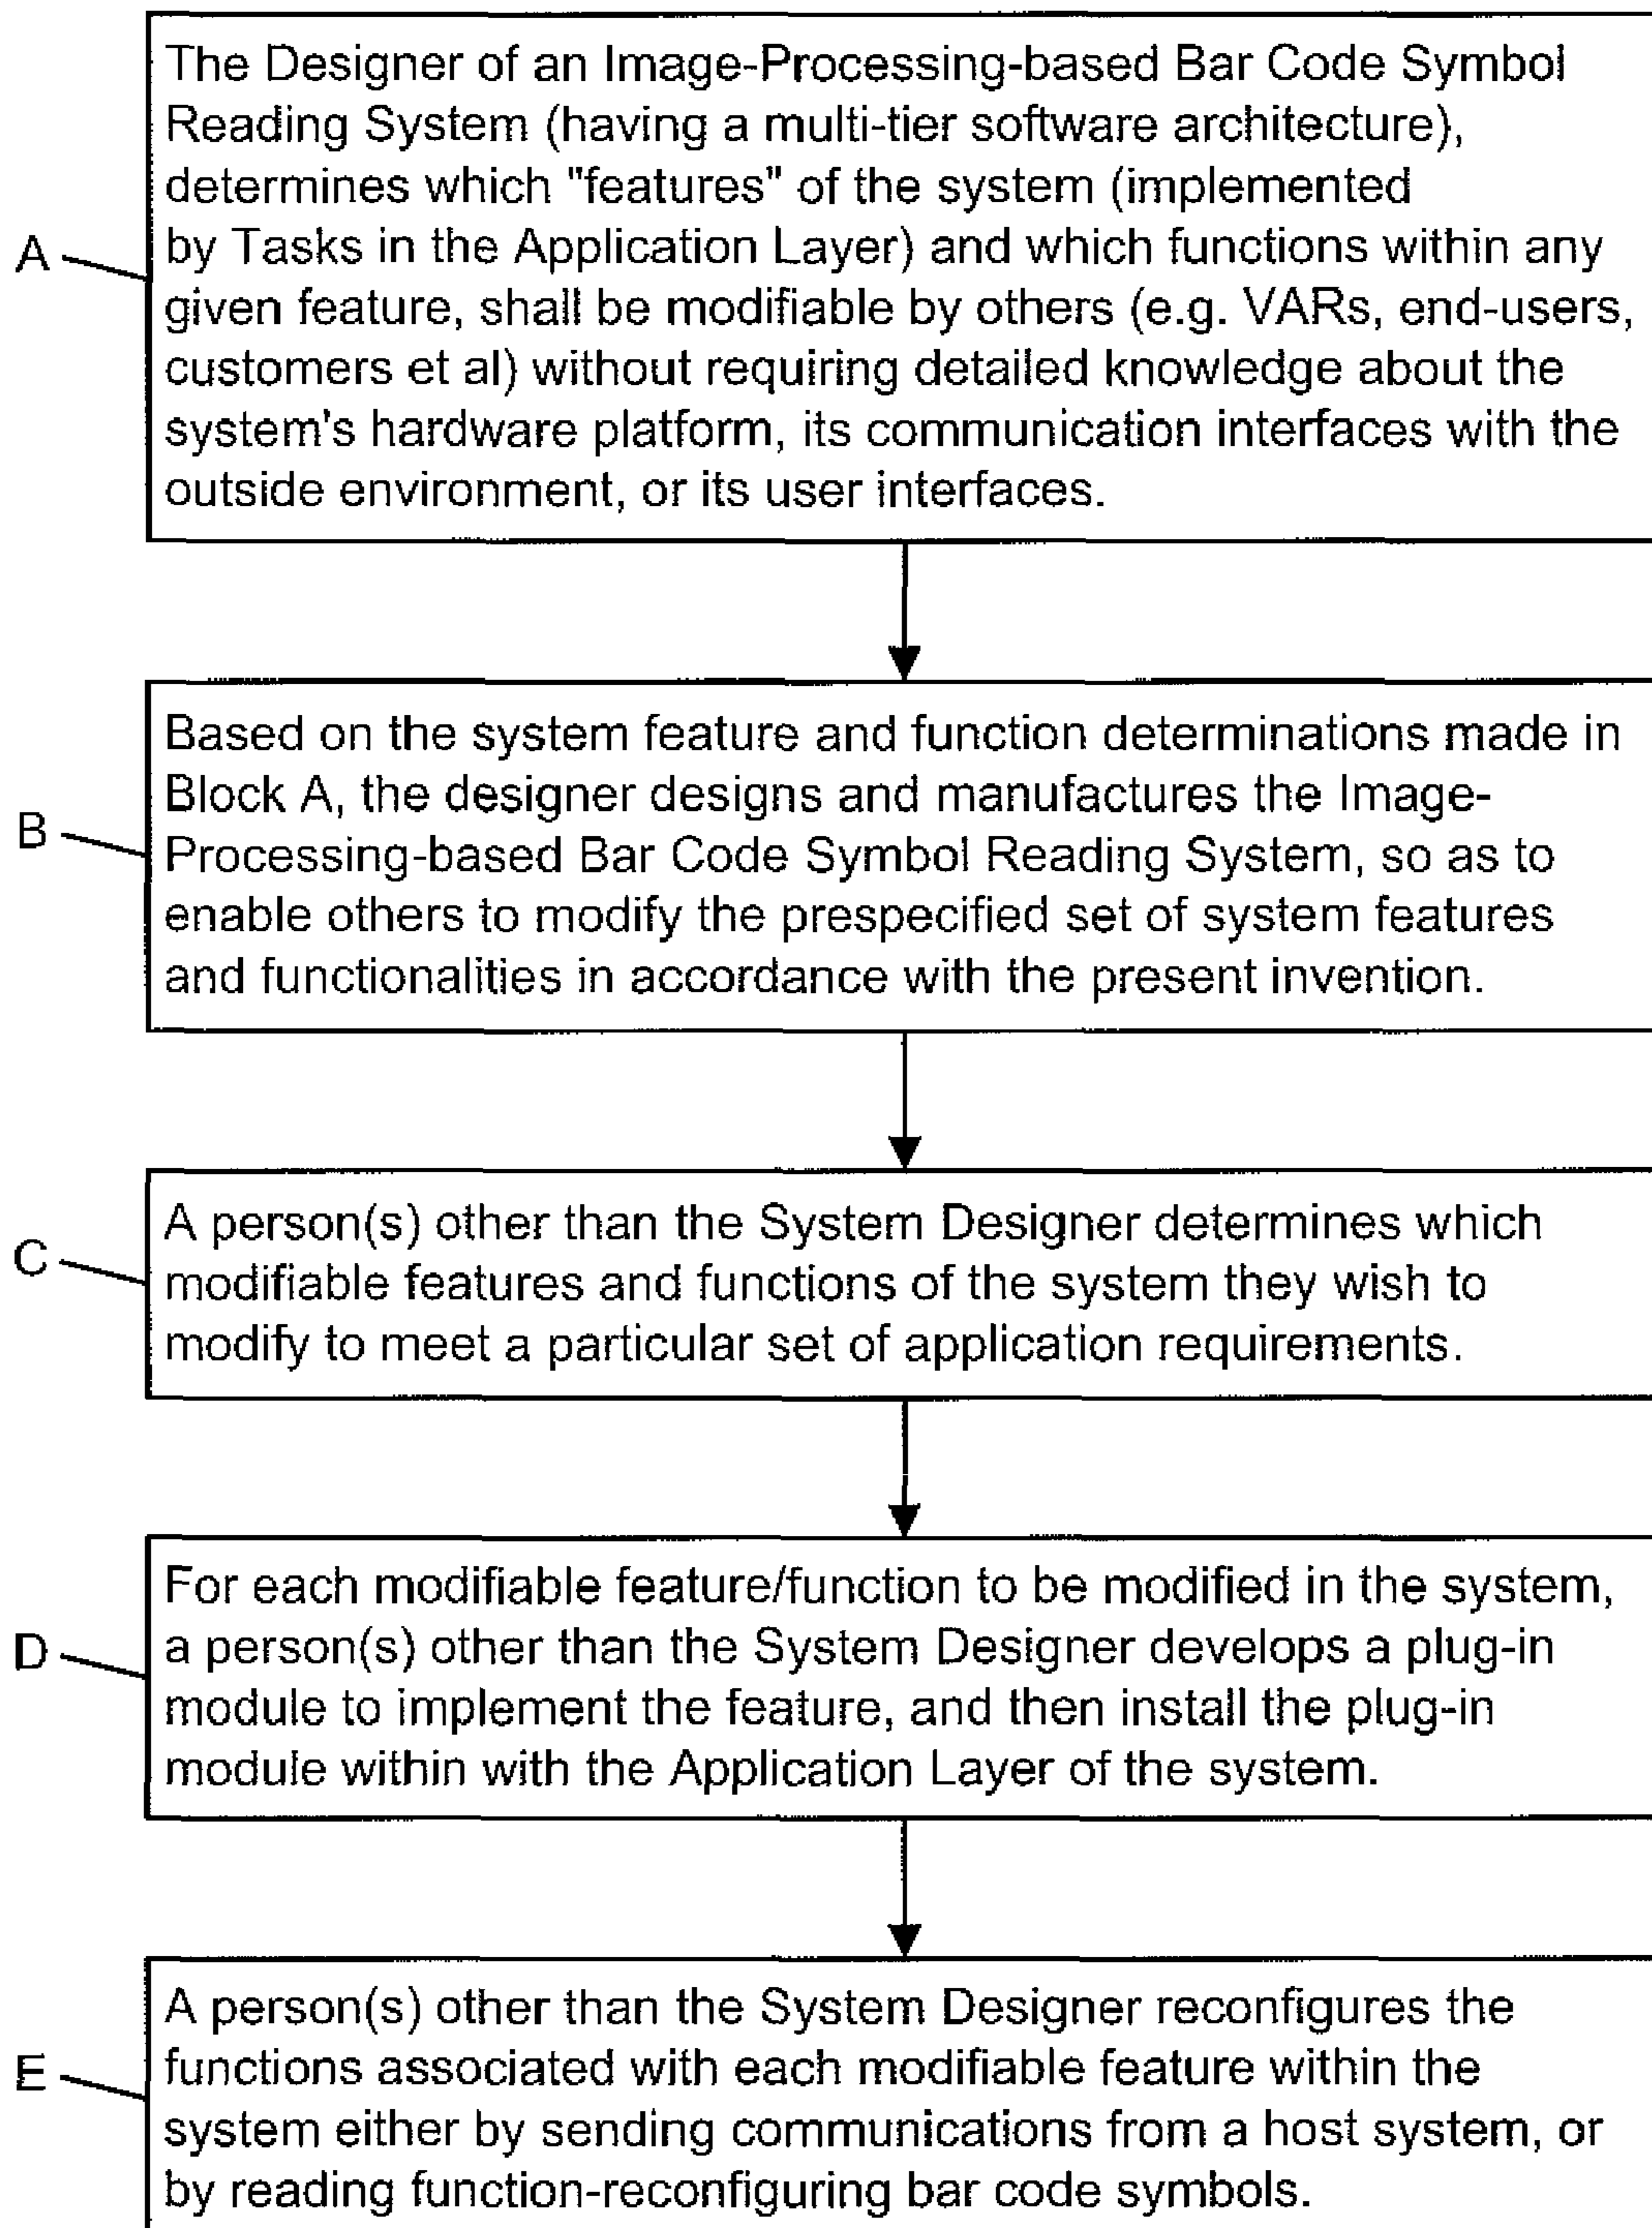 The Designer of an Image-Processing-based Bar Code Symbol
Reading System (having a multi-tier software architecture),
determines which "features" of the system (implemented
by Tasks in the Application Layer) and which functions within any
given feature, shall be modifiable by others (e.g. VARs, end-users,
customers et al) without requiring detailed knowledge about the
system's hardware platform, its communication interfaces with the
outside environment, or its user interfaces.
A
Based on the system feature and function determinations made in
Block A, the designer designs and manufactures the Image-
Processing-based Bar Code Symbol Reading System, so as to
enable others to modify the prespecified set of system features
and functionalities in accordance with the present invention.
B
A person(s) other than the System Designer determines which
modifiable features and functions of the system they wish to
modify to meet a particular set of application requirements.
C
For each modifiable feature/function to be modified in the system,
a person(s) other than the System Designer develops a plug-in
module to implement the feature, and then install the plug-in
module within with the Application Layer of the system.
D
A person(s) other than the System Designer reconfigures the
functions associated with each modifiable feature within the
system either by sending communications from a host system, or
by reading function-reconfiguring bar code symbols.
E